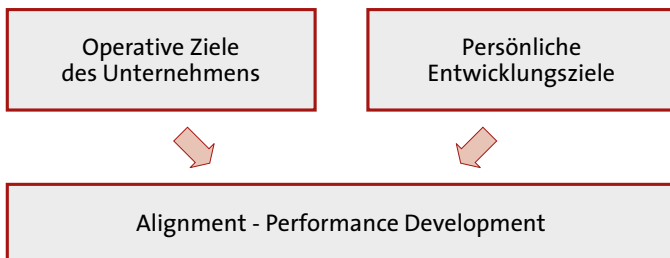 Operative Ziele
des Unternehmens
Persönliche
Entwicklungsziele
Alignment - Performance Development